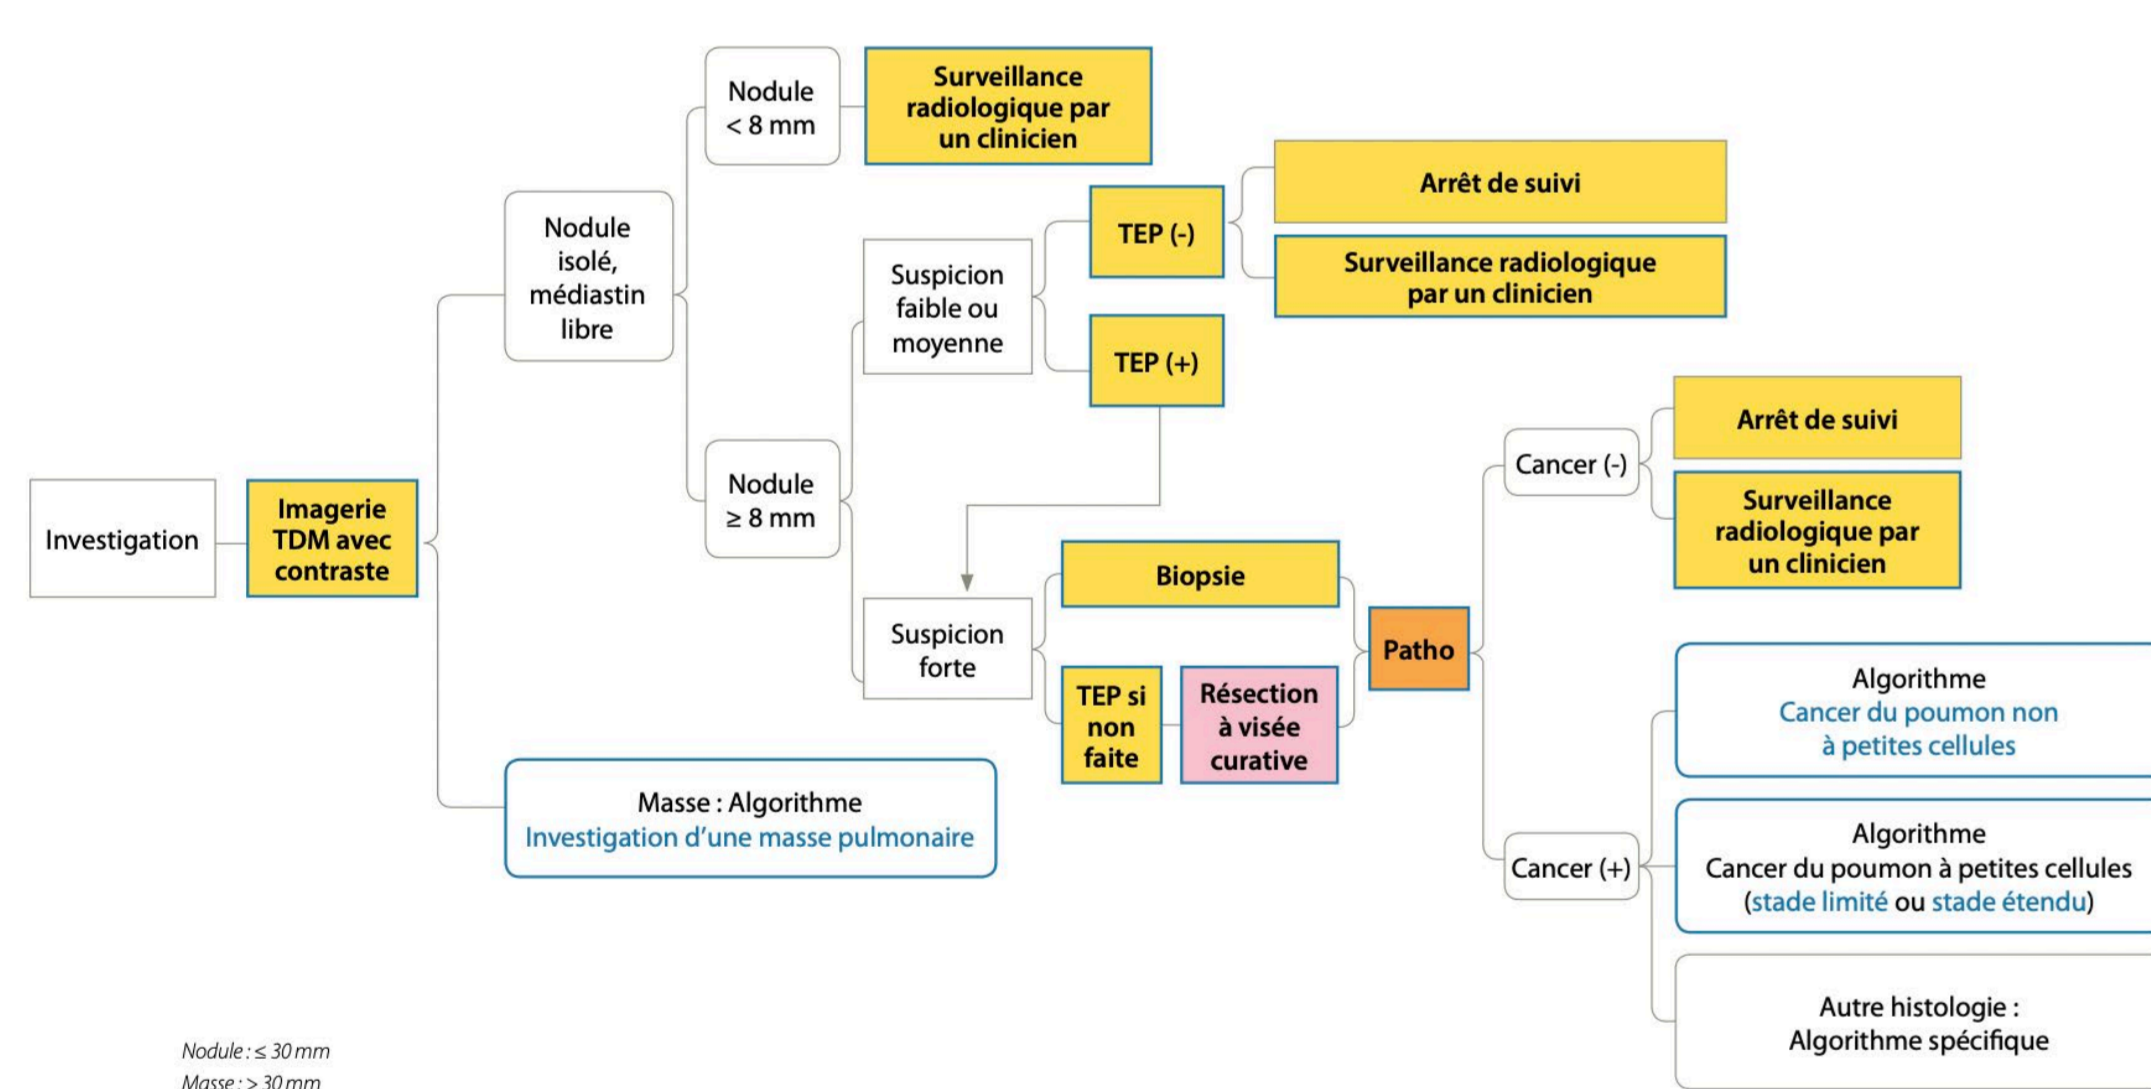 Investigation
Imagerie
TDM avec
contraste
Nodule
isolé,
médiastin
libre
Nodule
< 8 mm
Surveillance
radiologique par
un clinicien
Nodule
≥ 8 mm
Suspicion
faible ou
moyenne
TEP (-)
Arrêt de suivi
Surveillance radiologique
par un clinicien
TEP (+)
Suspicion
forte
Biopsie
TEP si
non
faite
Résection
à visée
curative
Patho
Cancer (-)
Arrêt de suivi
Surveillance
radiologique par
un clinicien
Cancer (+)
Algorithme
Cancer du poumon non
à petites cellules
Algorithme
Cancer du poumon à petites cellules
(stade limité ou stade étendu)
Autre histologie :
Algorithme spécifique
Masse : Algorithme
Investigation d’une masse pulmonaire
Nodule : ≤ 30 mm
Masse : > 30 mm